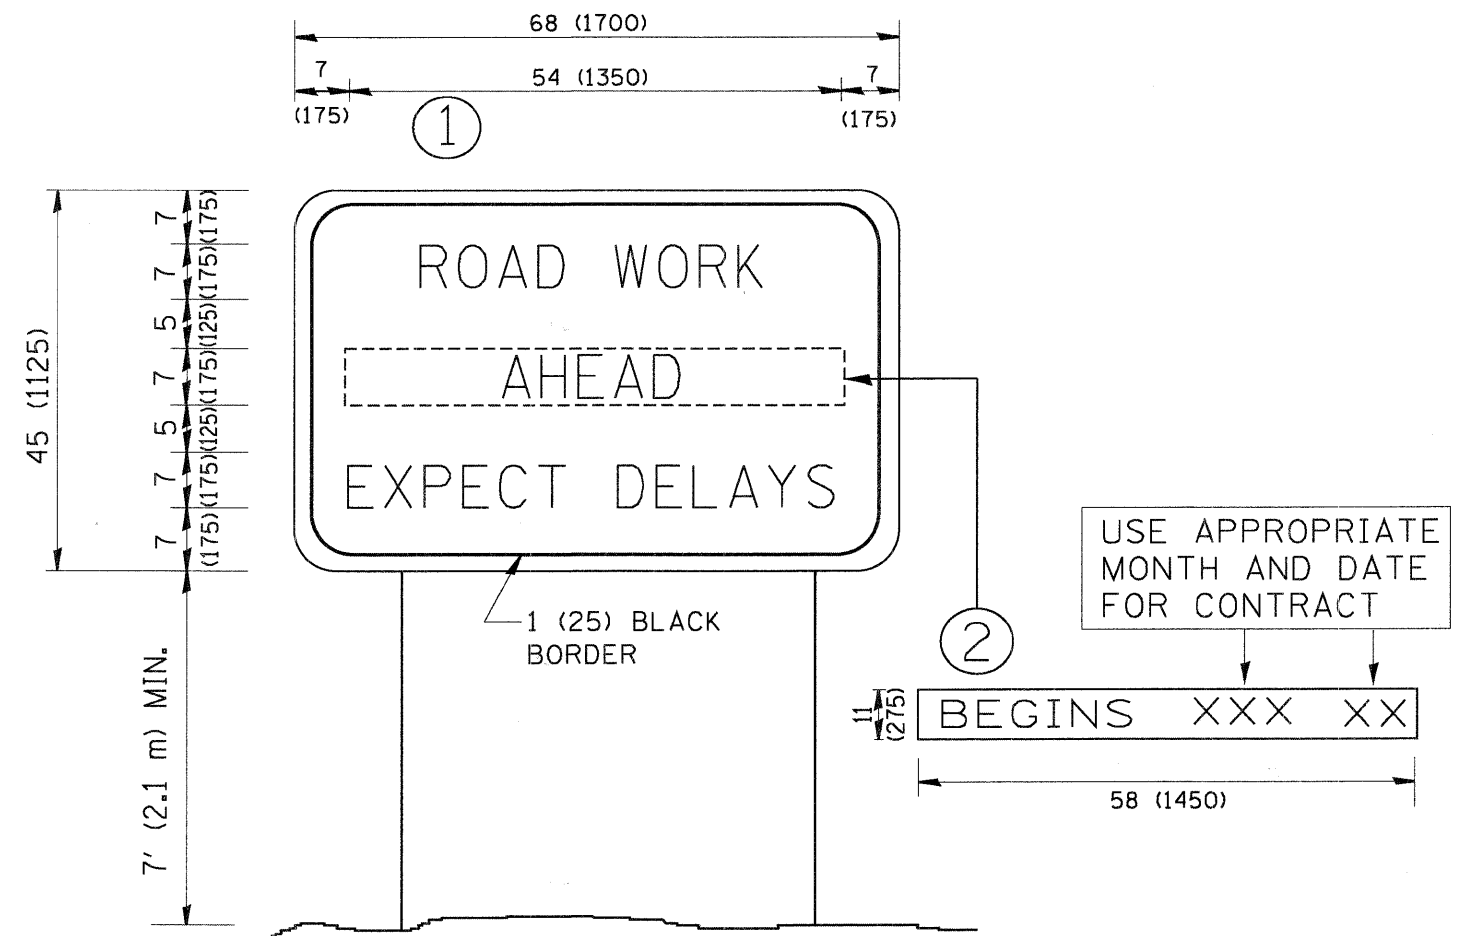 68 (1700)
7
54 (1350)
7
(175)
(175)
1
7 (175)
7 (175)
5 (125)
7 (175)
5 (125)
7 (175)
7 (175)
45 (1125)
ROAD WORK
AHEAD
EXPECT DELAYS
1 (25) BLACK
BORDER
7' (2.1 m) MIN.
USE APPROPRIATE
MONTH AND DATE
FOR CONTRACT
2
11
(275)
BEGINS XXX XX
58 (1450)